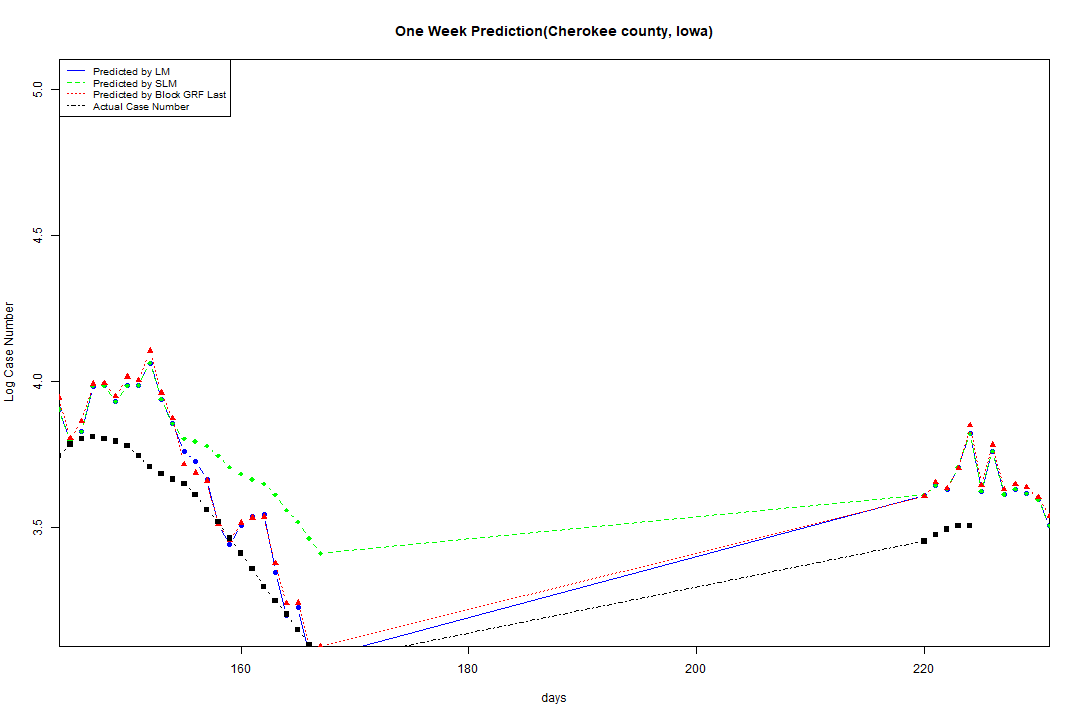 One Week Prediction(Cherokee county, Iowa)
Predicted by LM
Predicted by SLM
Predicted by Block GRF Last
Actual Case Number
5.0
4.5
4.0
3.5
Log Case Number
160
180
200
220
days